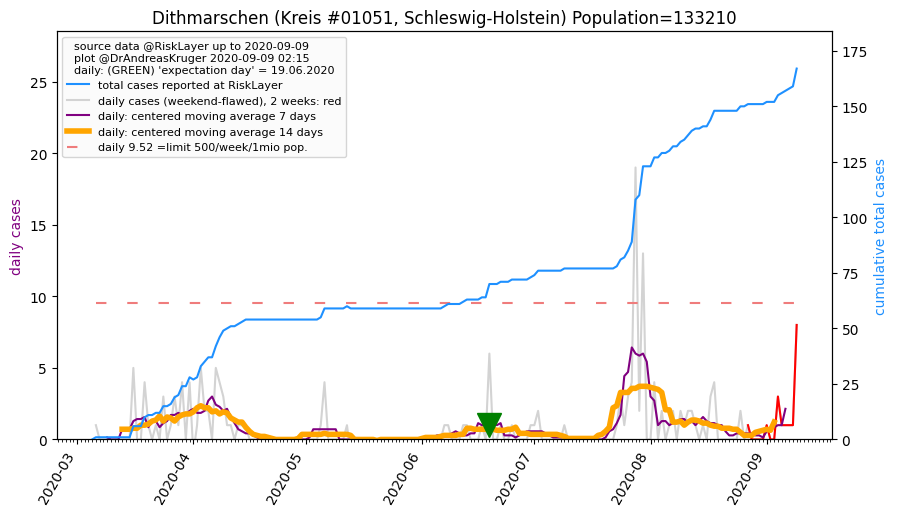 Dithmarschen (Kreis #01051, Schleswig-Holstein) Population=133210
source data @RiskLayer up to 2020-09-09
plot @DrAndreasKruger 2020-09-09 02:15
daily: (GREEN) 'expectation day' = 19.06.2020
total cases reported at RiskLayer
daily cases (weekend-flawed), 2 weeks: red
daily: centered moving average 7 days
daily: centered moving average 14 days
daily 9.52 =limit 500/week/1mio pop.
daily cases
25
20
15
10
5
0
cumulative total cases
175
150
125
100
75
50
25
0
2020-03
2020-04
2020-05
2020-06
2020-07
2020-08
2020-09